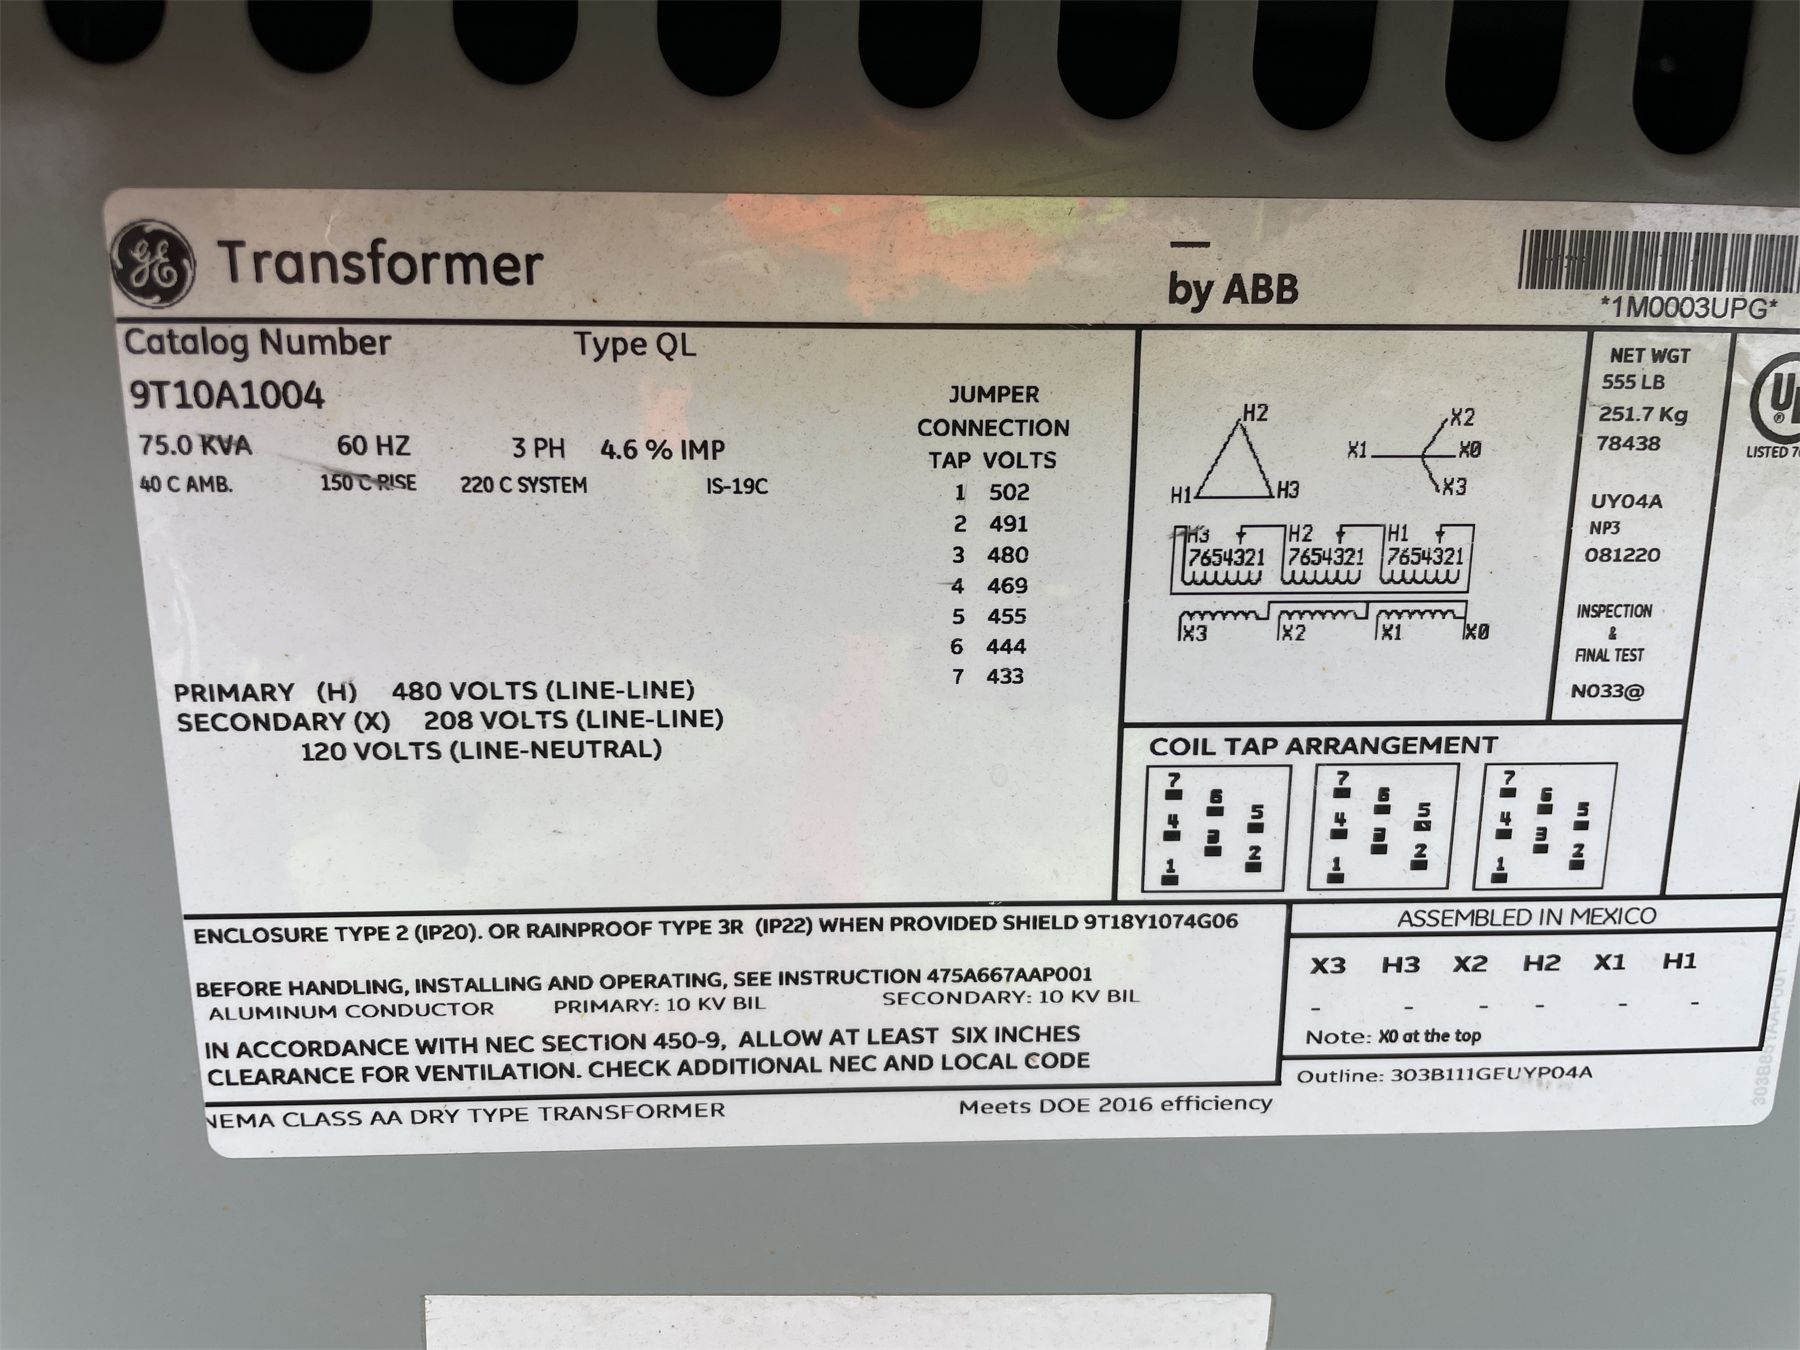 GE Transformer
by ABB
*1M0003UPG*
Catalog Number Type QL
9T10A1004
75.0 KVA 60 HZ 3 PH 4.6 % IMP
40 C AMB. 150 C RISE 220 C SYSTEM IS-19C
JUMPER
CONNECTION
TAP VOLTS
1 502
2 491
3 480
4 469
5 455
6 444
7 433
PRIMARY (H) 480 VOLTS (LINE-LINE)
SECONDARY (X) 208 VOLTS (LINE-LINE)
120 VOLTS (LINE-NEUTRAL)
H2
H1 H3
X2
X1 X0
X3
H3 H2 H1
7654321 7654321 7654321
X3 X2 X1 X0
NET WGT
555 LB
251.7 Kg
78438
UY04A
NP3
081220
INSPECTION
&
FINAL TEST
N033@
UL
®
LISTED
COIL TAP ARRANGEMENT
7 6 5 4 3 2 1
7 6 5 4 3 2 1
7 6 5 4 3 2 1
ENCLOSURE TYPE 2 (IP20). OR RAINPROOF TYPE 3R (IP22) WHEN PROVIDED SHIELD 9T18Y1074G06
BEFORE HANDLING, INSTALLING AND OPERATING, SEE INSTRUCTION 475A667AAP001
ALUMINUM CONDUCTOR PRIMARY: 10 KV BIL SECONDARY: 10 KV BIL
IN ACCORDANCE WITH NEC SECTION 450-9, ALLOW AT LEAST SIX INCHES
CLEARANCE FOR VENTILATION. CHECK ADDITIONAL NEC AND LOCAL CODE
NEMA CLASS AA DRY TYPE TRANSFORMER Meets DOE 2016 efficiency
ASSEMBLED IN MEXICO
X3 H3 X2 H2 X1 H1
- - - - - -
Note: X0 at the top
Outline: 303B111GEUYP04A